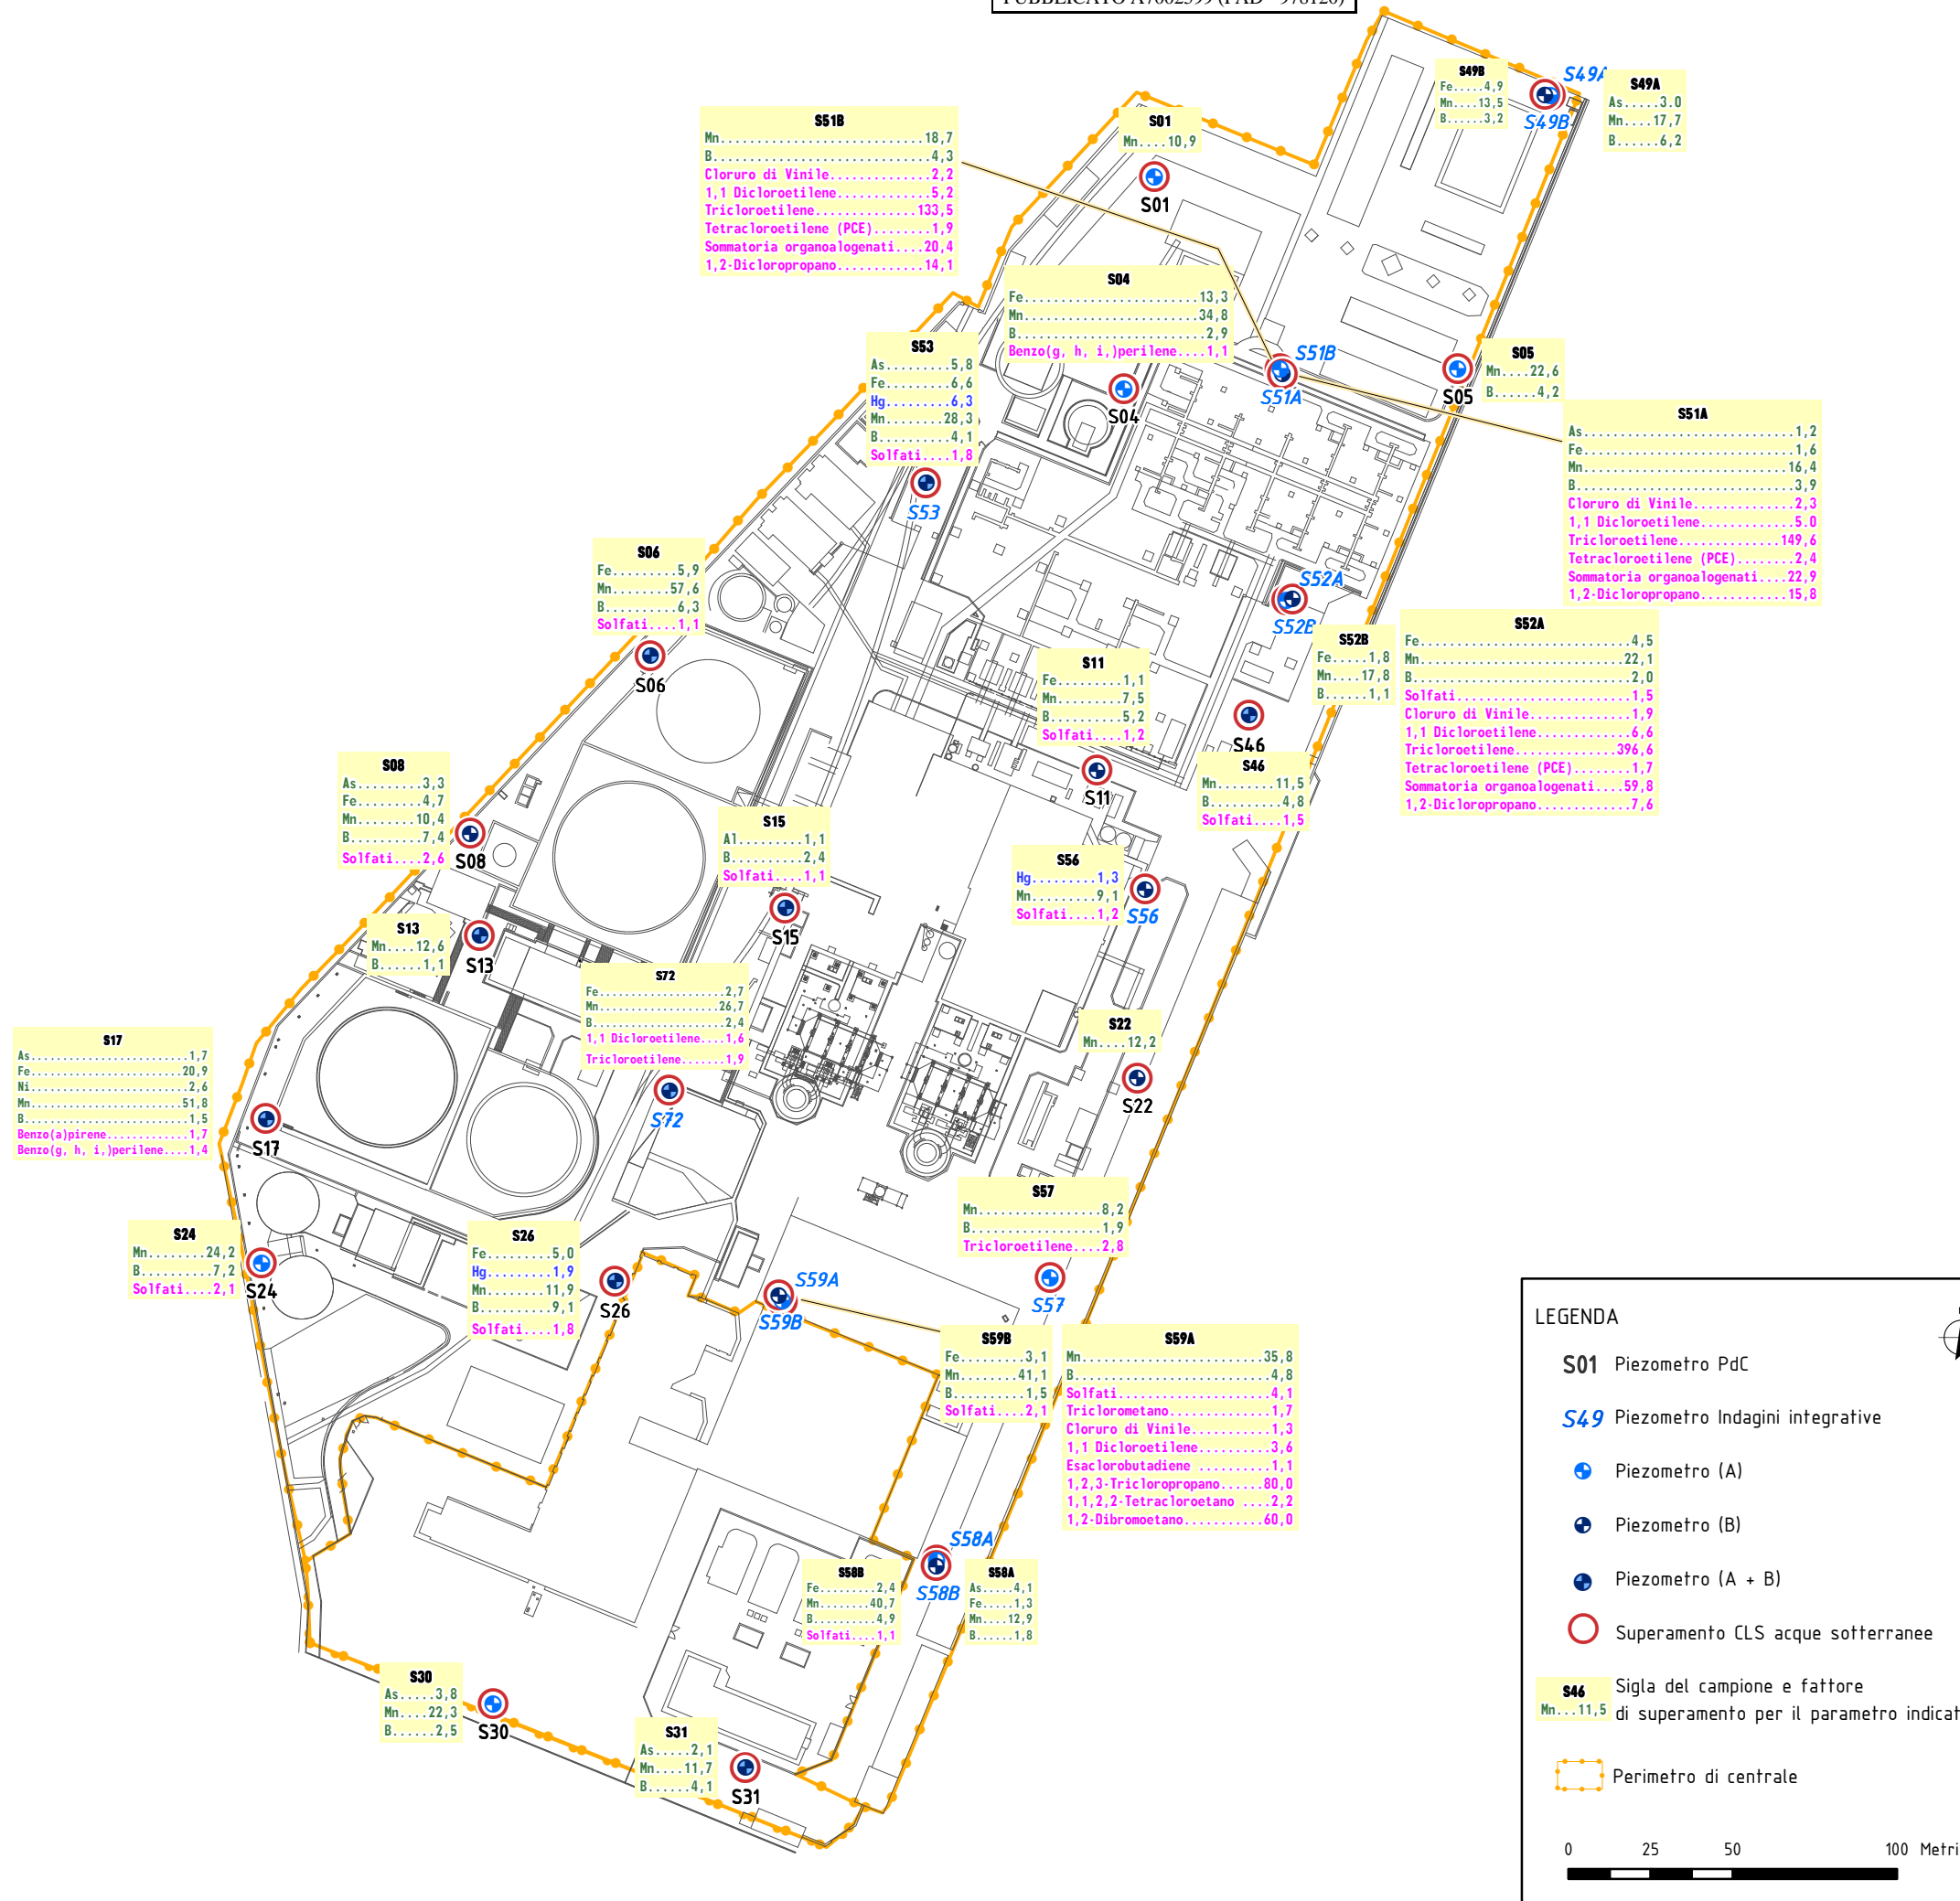 PUBBLICATO A7002399 (PAD - 978120)
S49B
Fe.....4,9
Mn....13,5
B......3,2
S49A
S49B
S49A
As.....3.0
Mn....17,7
B......6,2
S51B
Mn..........................18,7
B............................4,3
Cloruro di Vinile..............2,2
1,1 Dicloroetilene............5,2
Tricloroetilene.............133,5
Tetracloroetilene (PCE)........1,9
Sommatoria organoalogenati....20,4
1,2-Dicloropropano............14,1
S01
Mn....10,9
S01
S04
Fe......................13,3
Mn......................34,8
B........................2,9
Benzo(g, h, i,)perilene....1,1
S04
S51B
S51A
S05
Mn....22,6
B......4,2
S05
S53
As........5,8
Fe........6,6
Hg........6,3
Mn.......28,3
B.........4,1
Solfati....1,8
S53
S51A
As...........................1,2
Fe...........................1,6
Mn..........................16,4
B............................3,9
Cloruro di Vinile.............2,3
1,1 Dicloroetilene............5.0
Tricloroetilene.............149,6
Tetracloroetilene (PCE).......2,4
Sommatoria organoalogenati....22,9
1,2-Dicloropropano............15,8
S06
Fe........5,9
Mn.......57,6
B.........6,3
Solfati....1,1
S06
S52A
S52B
S52B
Fe.....1,8
Mn....17,8
B......1,1
S52A
Fe...........................4,5
Mn..........................22,1
B............................2,0
Solfati......................1,5
Cloruro di Vinile.............1,9
1,1 Dicloroetilene............6,6
Tricloroetilene.............396,6
Tetracloroetilene (PCE).......1,7
Sommatoria organoalogenati....59,8
1,2-Dicloropropano............7,6
S11
Fe........1,1
Mn........7,5
B.........5,2
Solfati....1,2
S11
S46
S46
Mn.......11,5
B.........4,8
Solfati....1,5
S08
As........3,3
Fe........4,7
Mn.......10,4
B.........7,4
Solfati....2,6
S08
S15
Al........1,1
B.........2,4
Solfati....1,1
S15
S56
Hg........1,3
Mn........9,1
Solfati....1,2
S56
S13
Mn....12,6
B......1,1
S13
S72
Fe..................2,7
Mn.................26,7
B...................2,4
1,1 Dicloroetilene....1,6
Tricloroetilene.......1,9
S72
S22
Mn....12,2
S22
S17
As.......................1,7
Fe......................20,9
Ni.......................2,6
Mn......................51,8
B........................1,5
Benzo(a)pirene............1,7
Benzo(g, h, i,)perilene....1,4
S17
S57
Mn...............8,2
B................1,9
Tricloroetilene....2,8
S57
S24
Mn.......24,2
B.........7,2
Solfati....2,1
S24
S26
Fe........5,0
Hg........1,9
Mn.......11,9
B.........9,1
Solfati....1,8
S26
S59A
S59B
S59B
Fe........3,1
Mn.......41,1
B.........1,5
Solfati....2,1
S59A
Mn.......................35,8
B.........................4,8
Solfati...................4,1
Triclorometano.............1,7
Cloruro di Vinile..........1,3
1,1 Dicloroetilene.........3,6
Esaclorobutadiene ..........1,1
1,2,3-Tricloropropano......80,0
1,1,2,2-Tetracloroetano ....2,2
1,2-Dibromoetano..........60,0
S58A
S58B
S58B
Fe........2,4
Mn.......40,7
B.........4,9
Solfati....1,1
S58A
As.....4,1
Fe.....1,3
Mn....12,9
B......1,8
S30
As.....3,8
Mn....22,3
B......2,5
S30
S31
As.....2,1
Mn....11,7
B......4,1
S31
LEGENDA
S01 Piezometro PdC
S49 Piezometro Indagini integrative
Piezometro (A)
Piezometro (B)
Piezometro (A + B)
Superamento CLS acque sotterranee
S46
Mn...11,5
Sigla del campione e fattore
di superamento per il parametro indicat
Perimetro di centrale
0 25 50 100 Metri